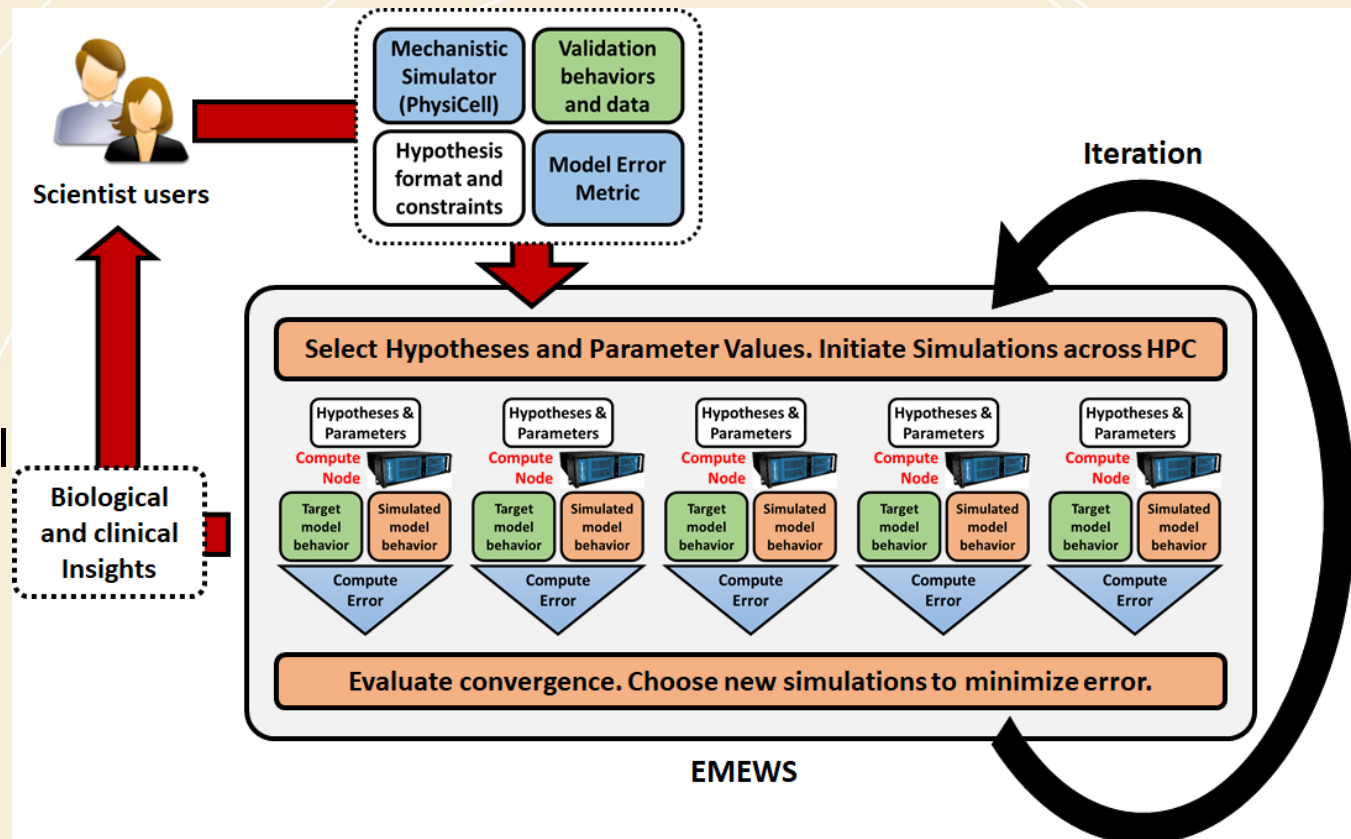 Mechanistic
Simulator
(PhysiCell)
Validation
behaviors
and data
Hypothesis
format and
constraints
Model Error
Metric
Scientist users
Iteration
Select Hypotheses and Parameter Values. Initiate Simulations across HPC
Hypotheses &
Parameters
Compute
Node
Target
model
behavior
Simulated
model
behavior
Compute
Error
Hypotheses &
Parameters
Compute
Node
Target
model
behavior
Simulated
model
behavior
Compute
Error
Hypotheses &
Parameters
Compute
Node
Target
model
behavior
Simulated
model
behavior
Compute
Error
Hypotheses &
Parameters
Compute
Node
Target
model
behavior
Simulated
model
behavior
Compute
Error
Hypotheses &
Parameters
Compute
Node
Target
model
behavior
Simulated
model
behavior
Compute
Error
Biological
and clinical
Insights
Evaluate convergence. Choose new simulations to minimize error.
EMEWS